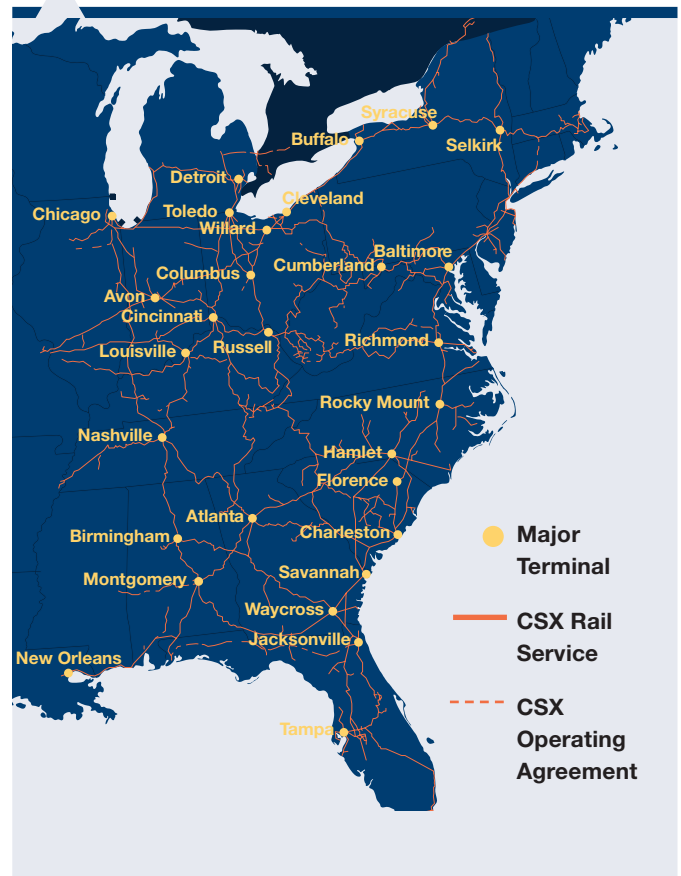 Syracuse
Buffalo
Selkirk
Detroit
Cleveland
Chicago
Toledo
Willard
Baltimore
Cumberland
Columbus
Avon
Cincinnati
Richmond
Russell
Louisville
Rocky Mount
Nashville
Hamlet
Florence
Atlanta
Charleston
Birmingham
Savannah
Montgomery
Waycross
Jacksonville
New Orleans
Tampa
Major
Terminal
CSX Rail
Service
CSX
Operating
Agreement